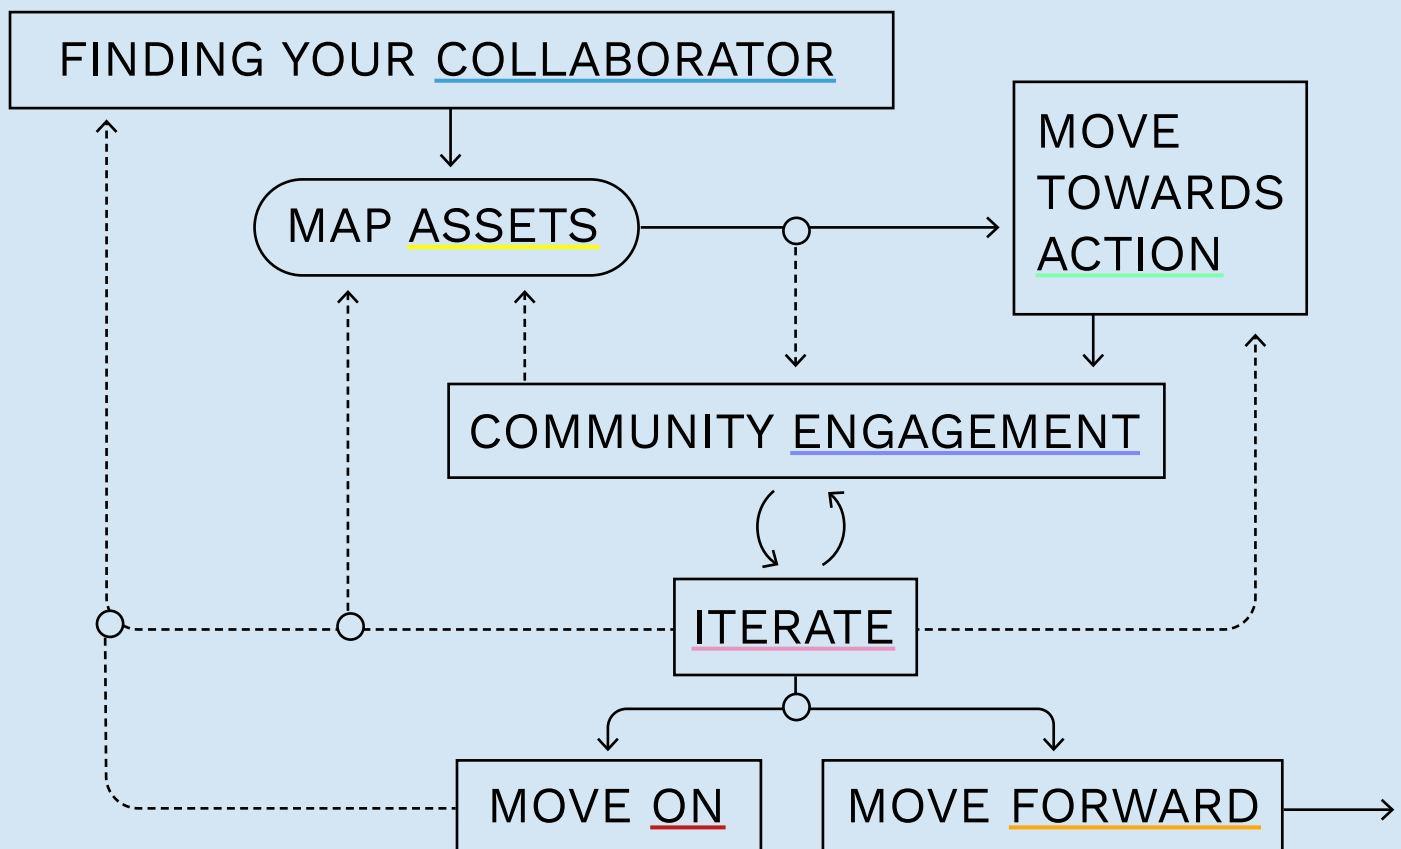 FINDING YOUR COLLABORATOR
MAP ASSETS
MOVE
TOWARDS
ACTION
COMMUNITY ENGAGEMENT
ITERATE
MOVE ON
MOVE FORWARD